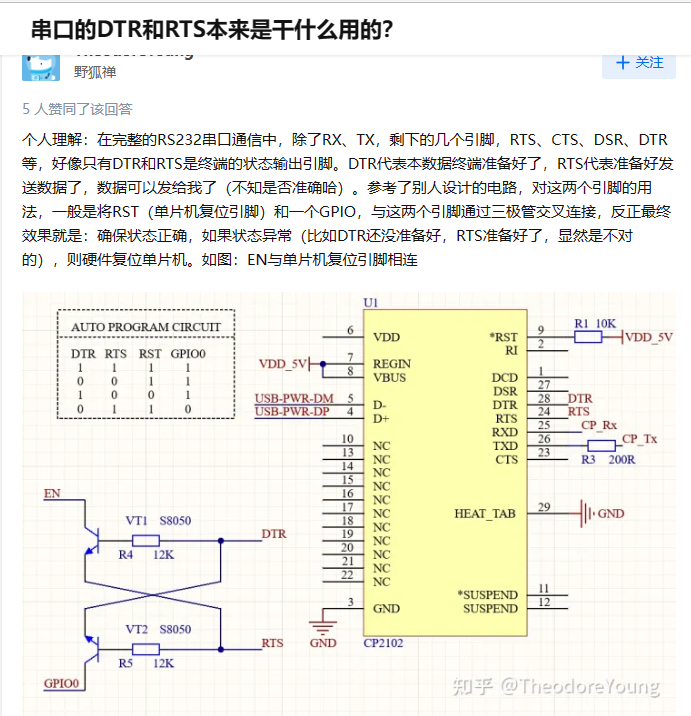 串口的DTR和RTS本来是干什么用的？
TheodoreYoung
野狐禅
+ 关注
5 人赞同了该回答
个人理解：在完整的RS232串口通信中，除了RX、TX，剩下的几个引脚，RTS、CTS、DSR、DTR
等，好像只有DTR和RTS是终端的状态输出引脚。DTR代表本数据终端准备好了，RTS代表准备好发
送数据了，数据可以发给我了（不知是否准确哈）。参考了别人设计的电路，对这两个引脚的用
法，一般是将RST（单片机复位引脚）和一个GPIO，与这两个引脚通过三极管交叉连接，反正最终
效果就是：确保状态正确，如果状态异常（比如DTR还没准备好，RTS准备好了，显然是不对
的），则硬件复位单片机。如图：EN与单片机复位引脚相连
AUTO PROGRAM CIRCUIT
DTR RTS RST GPIO0
1 1 1 1
0 0 1 1
1 0 0 1
0 1 1 0
U1
6 VDD
VDD_5V 7 REGIN
8 VBUS
USB-PWR-DM 5 D-
USB-PWR-DP 4 D+
10 NC
13 NC
14 NC
15 NC
16 NC
17 NC
18 NC
19 NC
20 NC
21 NC
22 NC
3 GND
GND
*RST 9 R1 10K VDD_5V
RI 2
DCD 1
DSR 27
DTR 28 DTR
RTS 24 RTS
RXD 25 CP_Rx
TXD 26 CP_Tx
CTS 23 R3 200R
HEAT_TAB 29 GND
*SUSPEND 11
SUSPEND 12
CP2102
EN
VT1 S8050
DTR
R4 12K
VT2 S8050
RTS
R5 12K
GPIO0
知乎 @TheodoreYoung